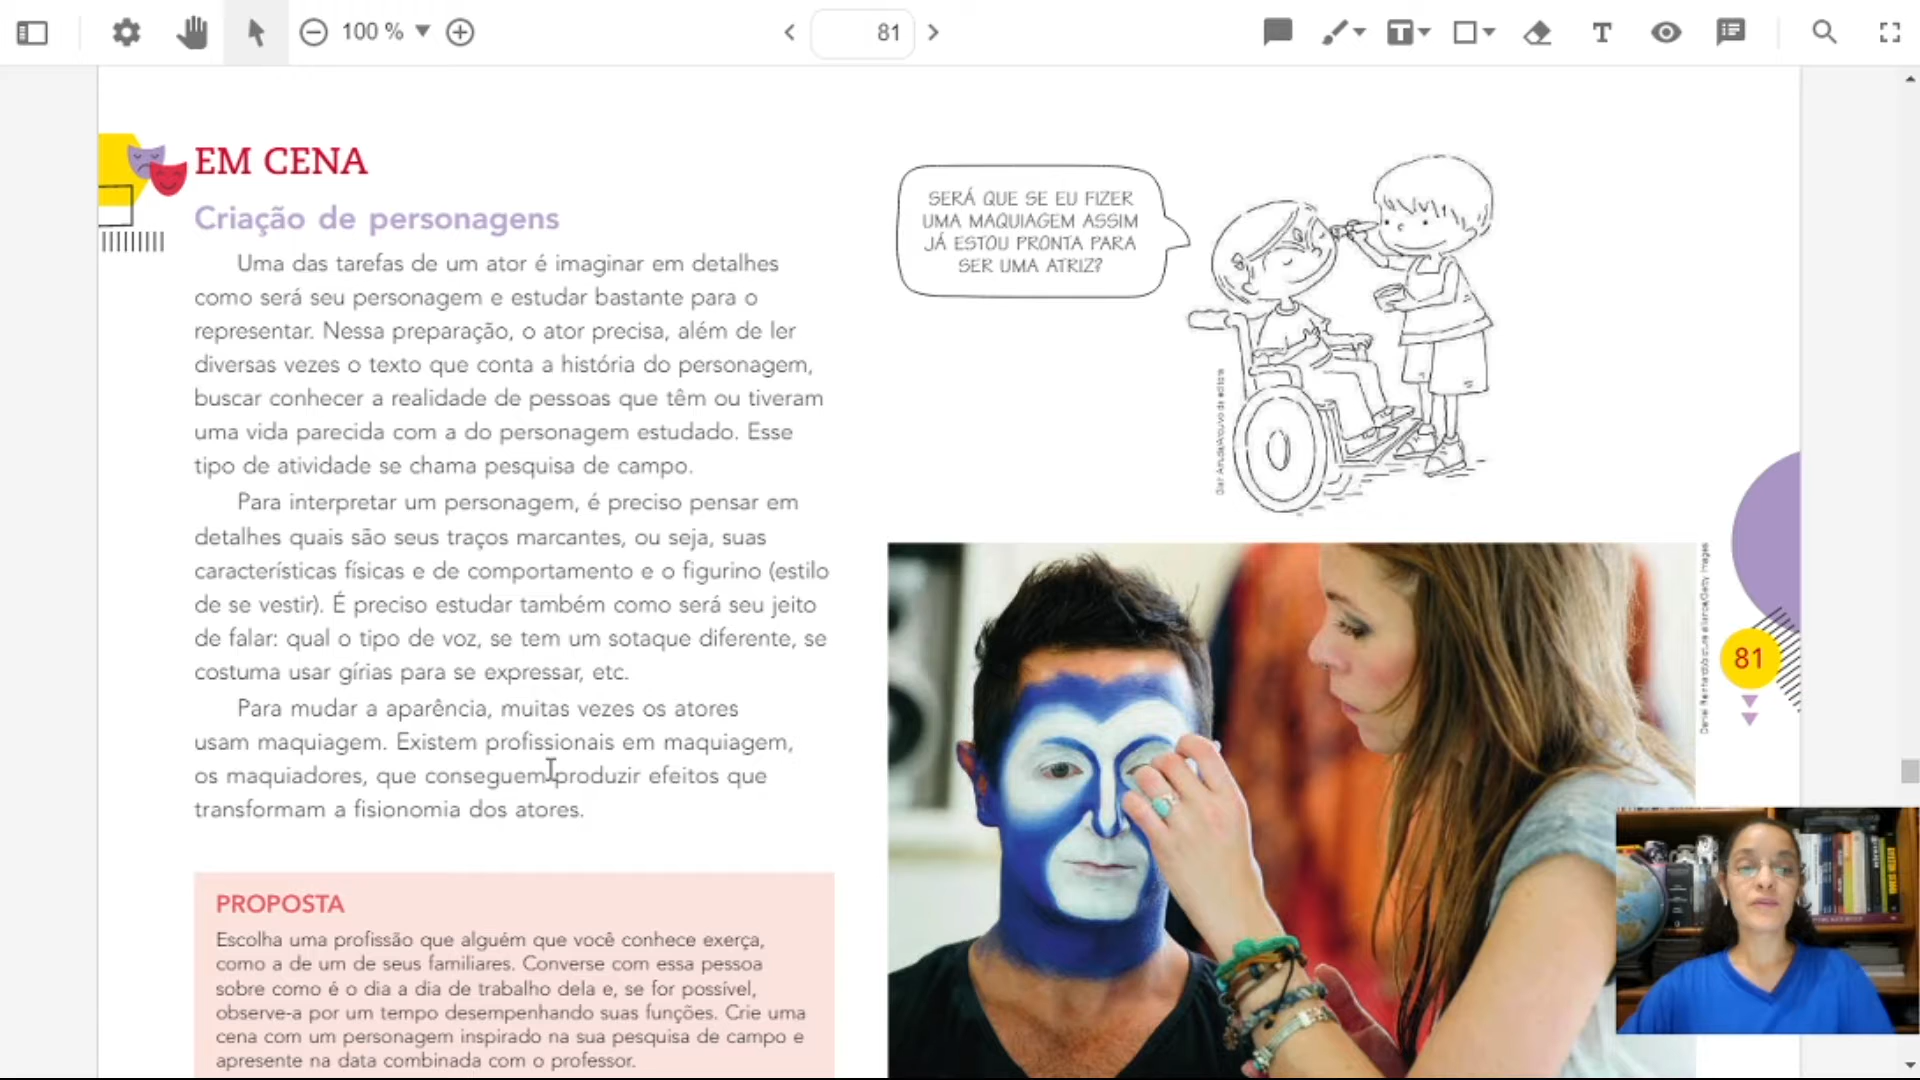 100 %
81
EM CENA
Criação de personagens
Uma das tarefas de um ator é imaginar em detalhes
como será seu personagem e estudar bastante para o
representar. Nessa preparação, o ator precisa, além de ler
diversas vezes o texto que conta a história do personagem,
buscar conhecer a realidade de pessoas que têm ou tiveram
uma vida parecida com a do personagem estudado. Esse
tipo de atividade se chama pesquisa de campo.
Para interpretar um personagem, é preciso pensar em
detalhes quais são seus traços marcantes, ou seja, suas
características físicas e de comportamento e o figurino (estilo
de se vestir). É preciso estudar também como será seu jeito
de falar: qual o tipo de voz, se tem um sotaque diferente, se
costuma usar gírias para se expressar, etc.
Para mudar a aparência, muitas vezes os atores
usam maquiagem. Existem profissionais em maquiagem,
os maquiadores, que conseguem produzir efeitos que
transformam a fisionomia dos atores.
PROPOSTA
Escolha uma profissão que alguém que você conhece exerça,
como a de um de seus familiares. Converse com essa pessoa
sobre como é o dia a dia de trabalho dela e, se for possível,
observe-a por um tempo desempenhando suas funções. Crie uma
cena com um personagem inspirado na sua pesquisa de campo e
apresente na data combinada com o professor.
SERÁ QUE SE EU FIZER
UMA MAQUIAGEM ASSIM
JÁ ESTOU PRONTA PARA
SER UMA ATRIZ?
81